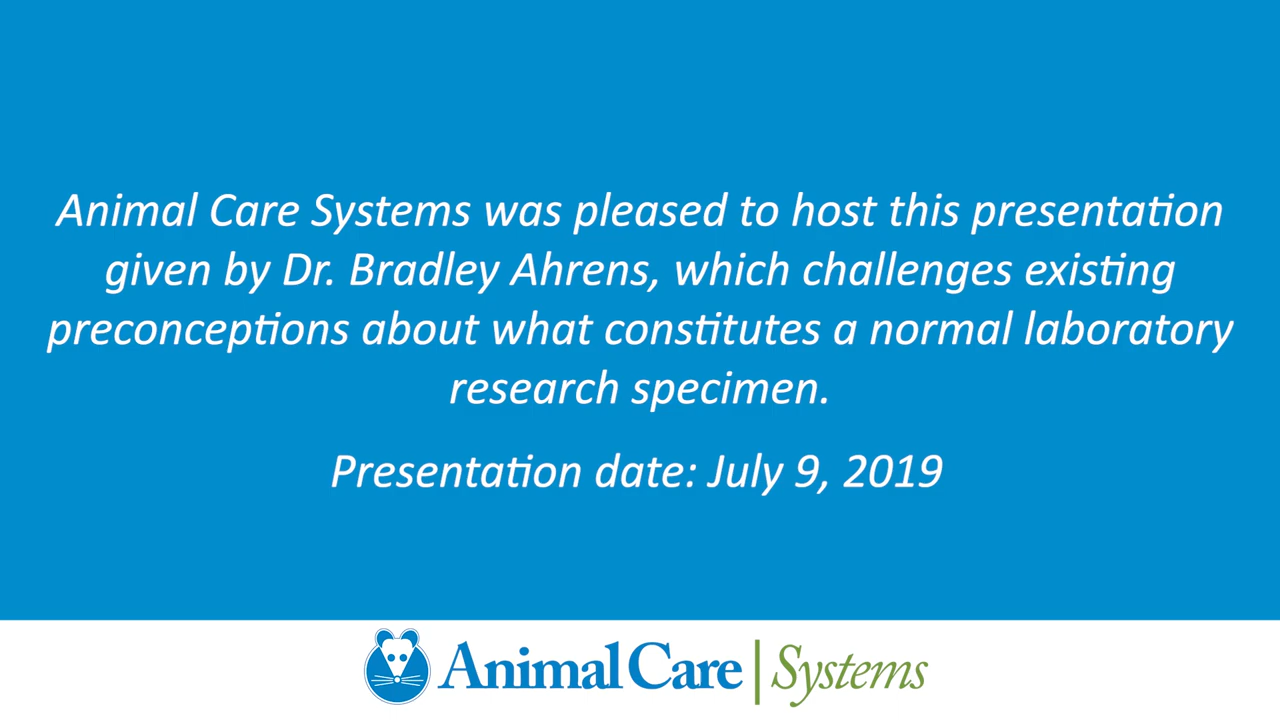 Animal Care Systems was pleased to host this presentation
given by Dr. Bradley Ahrens, which challenges existing
preconceptions about what constitutes a normal laboratory
research specimen.
Presentation date: July 9, 2019
Animal Care | Systems